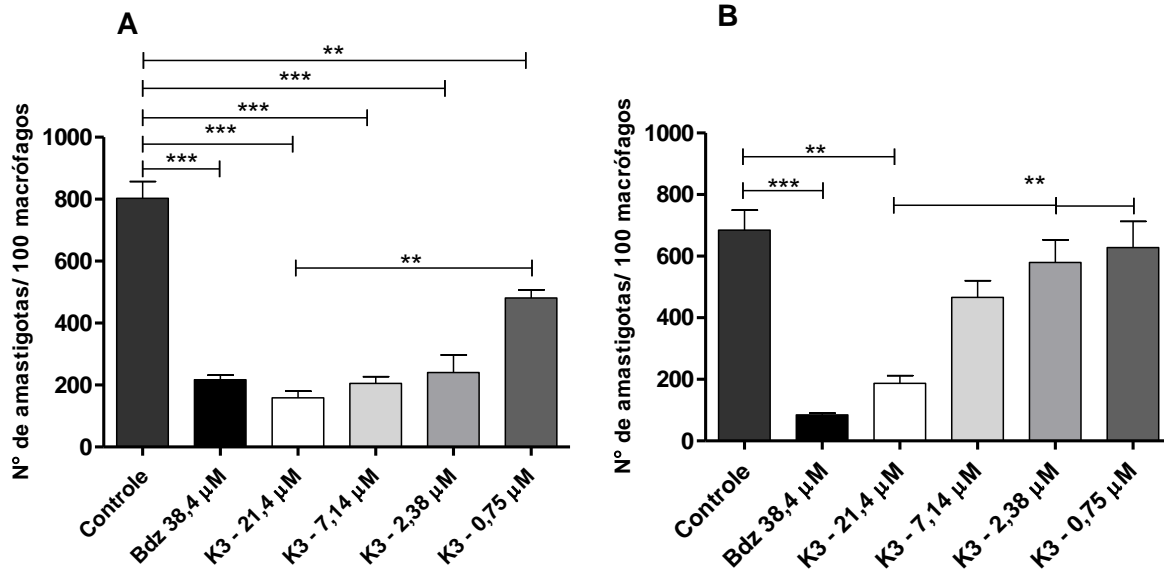 A
**
***
***
***
***
**
N° de amastigotas/ 100 macrófagos
1000
800
600
400
200
0
Controle
Bdz 38,4 µM
K3 - 21,4 µM
K3 - 7,14 µM
K3 - 2,38 µM
K3 - 0,75 µM
B
**
***
**
N° de amastigotas/ 100 macrófagos
1000
800
600
400
200
0
Controle
Bdz 38,4 µM
K3 - 21,4 µM
K3 - 7,14 µM
K3 - 2,38 µM
K3 - 0,75 µM